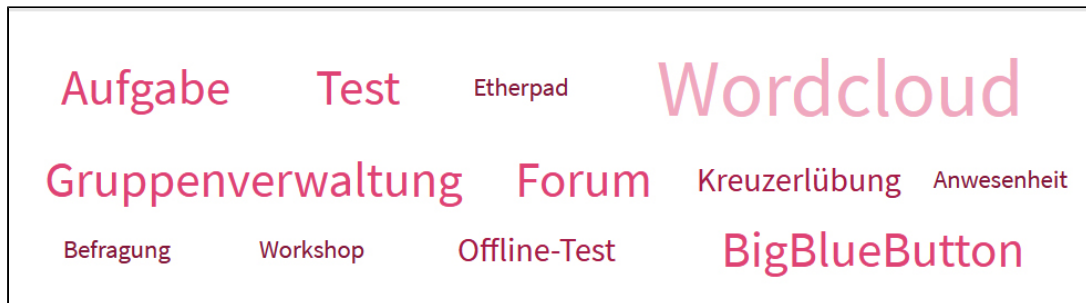 Aufgabe Test Etherpad Wordcloud
Gruppenverwaltung Forum Kreuzerlübung Anwesenheit
Befragung Workshop Offline-Test BigBlueButton